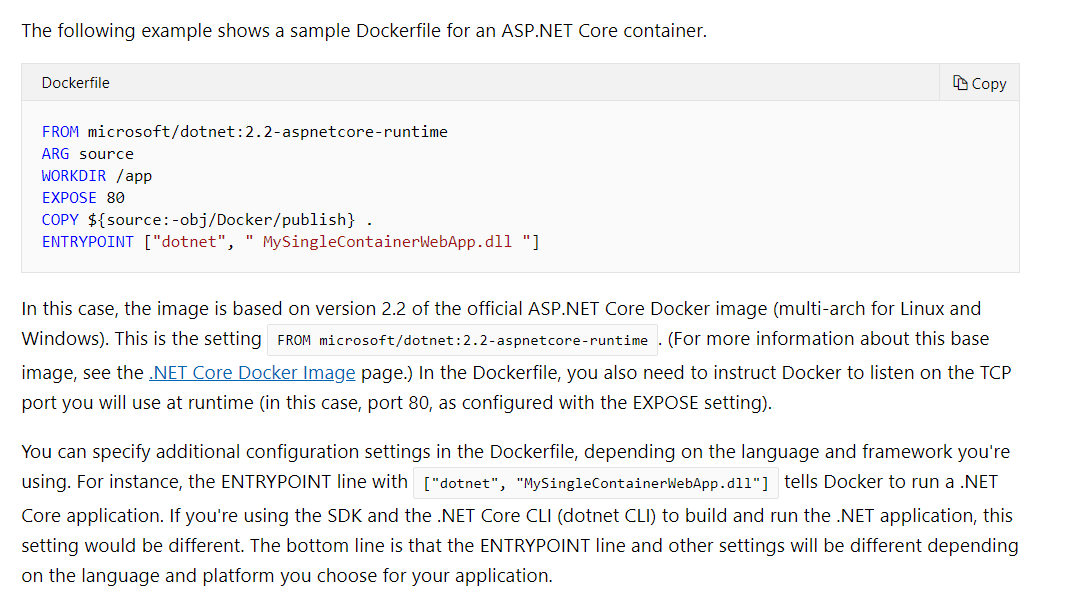 The following example shows a sample Dockerfile for an ASP.NET Core container.
Dockerfile
Copy
FROM microsoft/dotnet:2.2-aspnetcore-runtime
ARG source
WORKDIR /app
EXPOSE 80
COPY ${source:-obj/Docker/publish} .
ENTRYPOINT ["dotnet", " MySingleContainerWebApp.dll "]
In this case, the image is based on version 2.2 of the official ASP.NET Core Docker image (multi-arch for Linux and
Windows). This is the setting FROM microsoft/dotnet:2.2-aspnetcore-runtime . (For more information about this base
image, see the .NET Core Docker Image page.) In the Dockerfile, you also need to instruct Docker to listen on the TCP
port you will use at runtime (in this case, port 80, as configured with the EXPOSE setting).
You can specify additional configuration settings in the Dockerfile, depending on the language and framework you're
using. For instance, the ENTRYPOINT line with ["dotnet", "MySingleContainerWebApp.dll"] tells Docker to run a .NET
Core application. If you're using the SDK and the .NET Core CLI (dotnet CLI) to build and run the .NET application, this
setting would be different. The bottom line is that the ENTRYPOINT line and other settings will be different depending
on the language and platform you choose for your application.